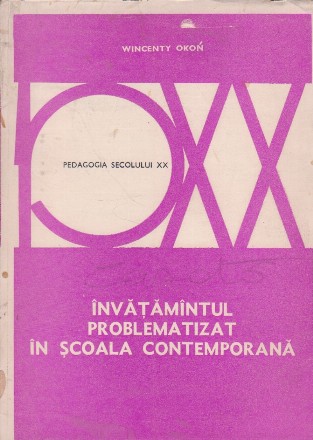 WINCENTY OKOŃ
PEDAGOGIA SECOLULUI XX
ÎNVĂȚĂMÎNTUL
PROBLEMATIZAT
ÎN ȘCOALA CONTEMPORANĂ